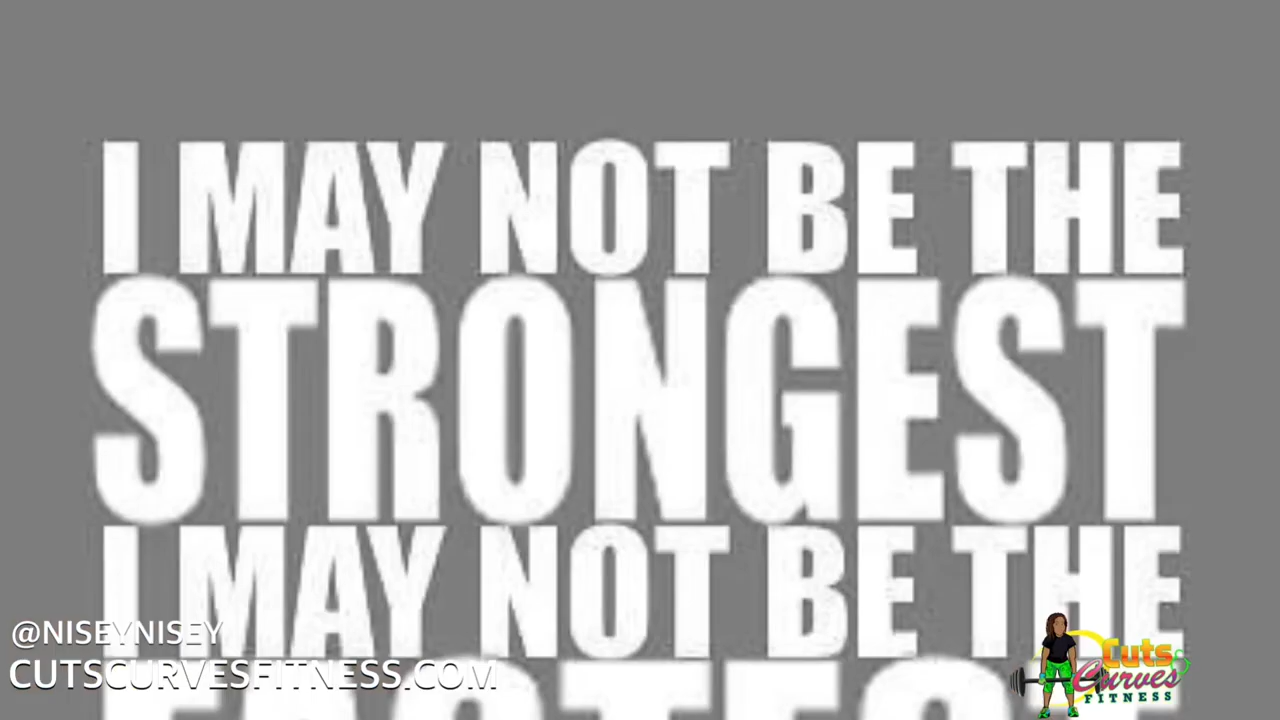 I MAY NOT BE THE
STRONGEST
I MAY NOT BE THE
@NISEYNISEY
CUTSCURVESFITNESS.COM
Cuts
Curves
FITNESS